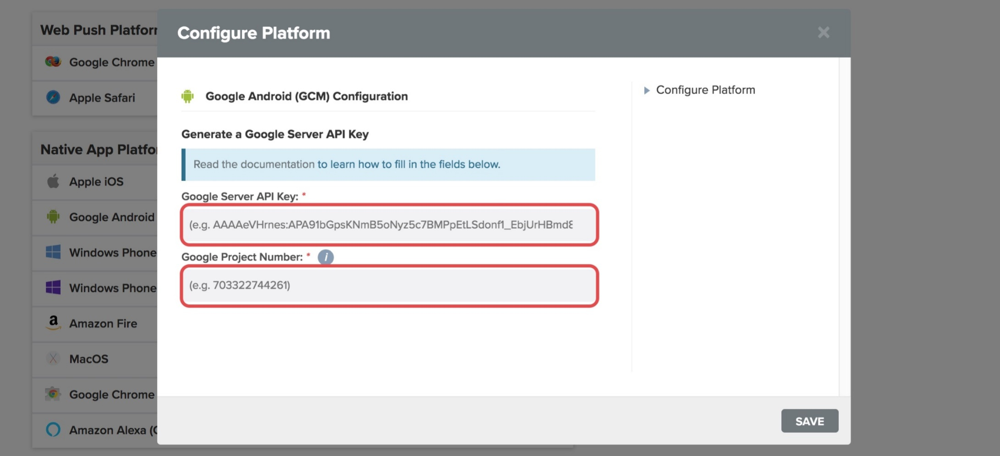 Web Push Platfor
Google Chrome
Apple Safari
Native App Platfo
Apple iOS
Google Android
Windows Phone
Windows Phone
a Amazon Fire
MacOS
Google Chrome
Amazon Alexa (
Configure Platform
Google Android (GCM) Configuration
Generate a Google Server API Key
Read the documentation to learn how to fill in the fields below.
Google Server API Key: *
(e.g. AAAAeVHrnes:APA91bGpsKNmB5oNyz5c7BMPpEtLSdonf1_EbjUrHBmd
Google Project Number: * i
(e.g. 703322744261)
Configure Platform
SAVE